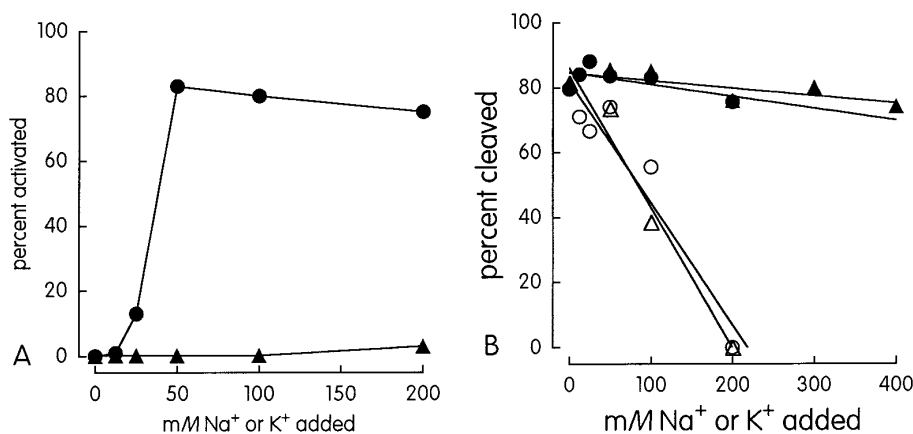 A
percent activated
100
80
60
40
20
0
0 50 100 150 200
mM Na⁺ or K⁺ added
B
percent cleaved
100
80
60
40
20
0
0 100 200 300 400
mM Na⁺ or K⁺ added